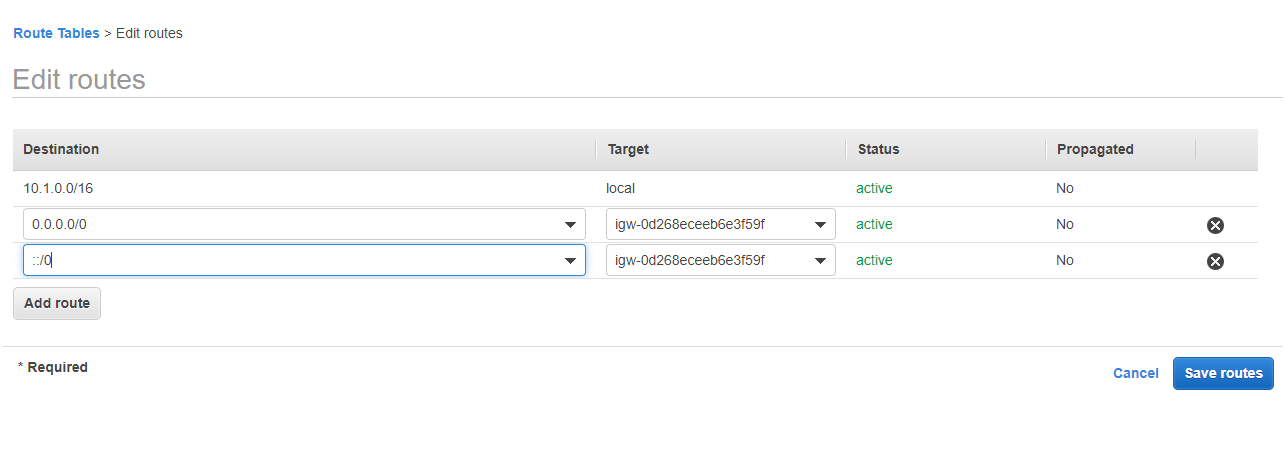 Route Tables > Edit routes
Edit routes
Destination Target Status Propagated
10.1.0.0/16 local active No
0.0.0.0/0 igw-0d268eceeb6e3f59f active No
::/0 igw-0d268eceeb6e3f59f active No
Add route
* Required
Cancel Save routes